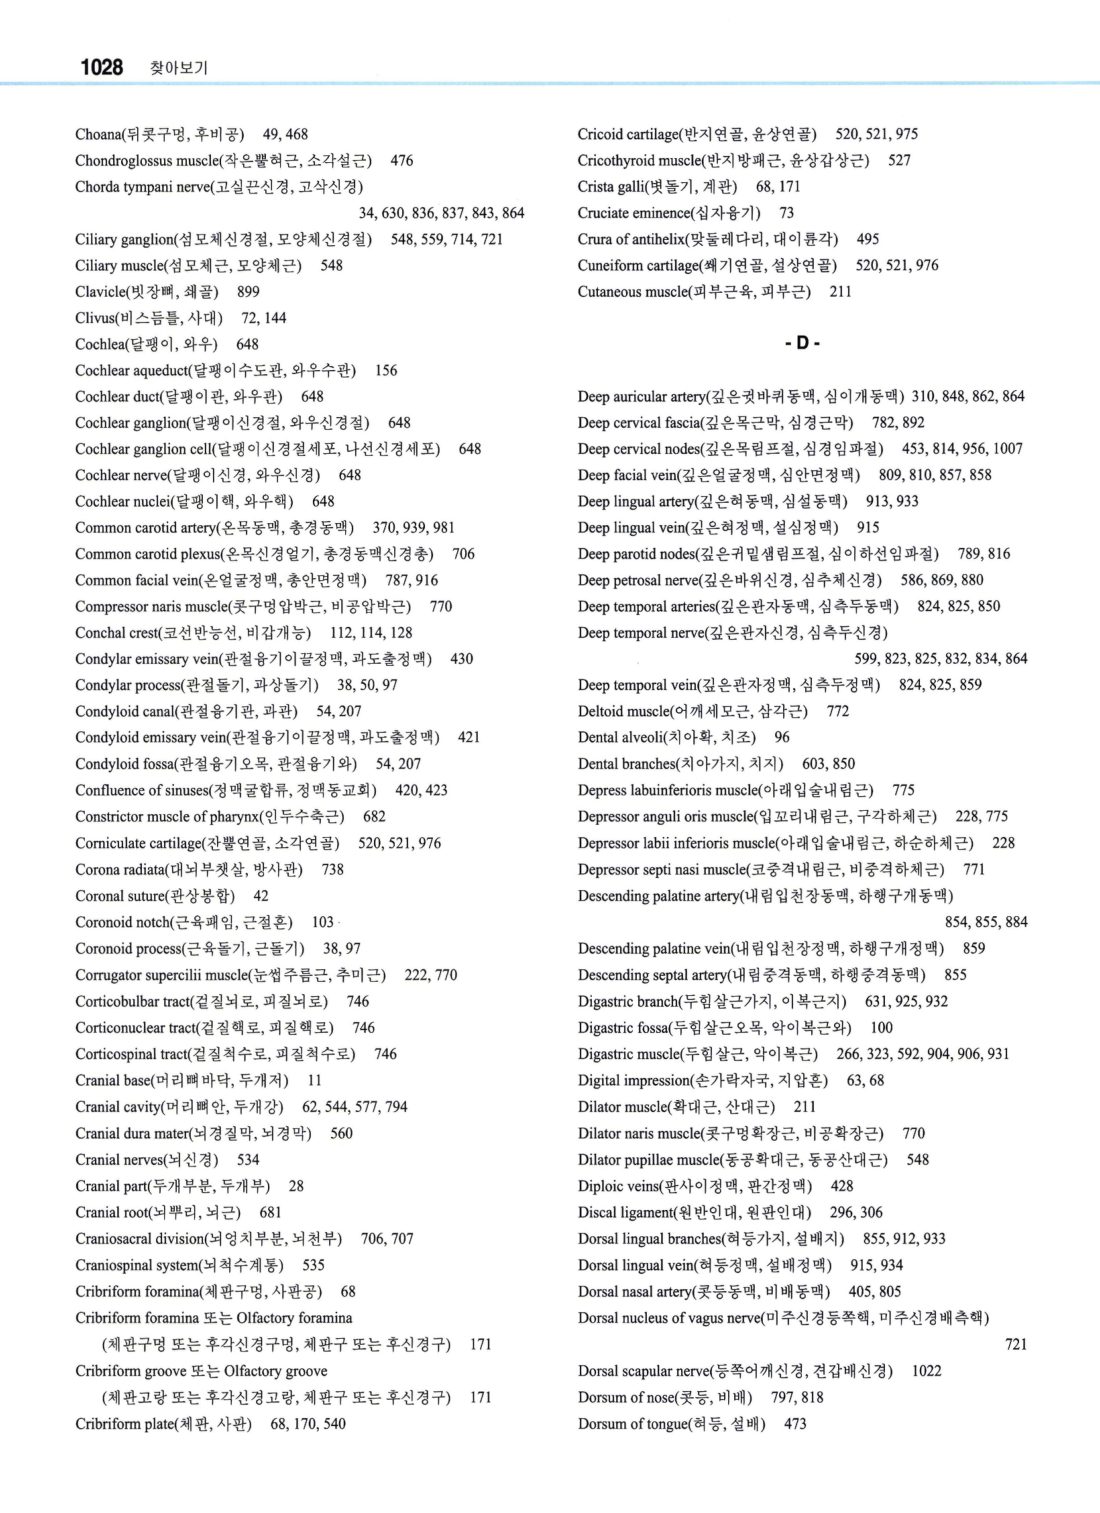 1028 찾아보기
Choana(뒤콧구멍, 후비공) 49, 468
Chondroglossus muscle(작은뿔혀근, 소각설근) 476
Chorda tympani nerve(고실끈신경, 고삭신경)
34, 630, 836, 837, 843, 864
Ciliary ganglion(섬모체신경절, 모양체신경절) 548, 559, 714, 721
Ciliary muscle(섬모체근, 모양체근) 548
Clavicle(빗장뼈, 쇄골) 899
Clivus(비스듬틀, 사대) 72, 144
Cochlea(달팽이, 와우) 648
Cochlear aqueduct(달팽이수도관, 와우수관) 156
Cochlear duct(달팽이관, 와우관) 648
Cochlear ganglion(달팽이신경절, 와우신경절) 648
Cochlear ganglion cell(달팽이신경절세포, 나선신경세포) 648
Cochlear nerve(달팽이신경, 와우신경) 648
Cochlear nuclei(달팽이핵, 와우핵) 648
Common carotid artery(온목동맥, 총경동맥) 370, 939, 981
Common carotid plexus(온목신경얼기, 총경동맥신경총) 706
Common facial vein(온얼굴정맥, 총안면정맥) 787, 916
Compressor naris muscle(콧구멍압박근, 비공압박근) 770
Conchal crest(코선반능선, 비갑개능) 112, 114, 128
Condylar emissary vein(관절융기이끌정맥, 과도출정맥) 430
Condylar process(관절돌기, 과상돌기) 38, 50, 97
Condyloid canal(관절융기관, 과관) 54, 207
Condyloid emissary vein(관절융기이끌정맥, 과도출정맥) 421
Condyloid fossa(관절융기오목, 관절융기와) 54, 207
Confluence of sinuses(정맥굴합류, 정맥동교회) 420, 423
Constrictor muscle of pharynx(인두수축근) 682
Corniculate cartilage(잔뿔연골, 소각연골) 520, 521, 976
Corona radiata(대뇌부챗살, 방사관) 738
Coronal suture(관상봉합) 42
Coronoid notch(근육패임, 근절흔) 103
Coronoid process(근육돌기, 근돌기) 38, 97
Corrugator supercilii muscle(눈썹주름근, 추미근) 222, 770
Corticobulbar tract(겉질뇌로, 피질뇌로) 746
Corticonuclear tract(겉질핵로, 피질핵로) 746
Corticospinal tract(겉질척수로, 피질척수로) 746
Cranial base(머리뼈바닥, 두개저) 11
Cranial cavity(머리뼈안, 두개강) 62, 544, 577, 794
Cranial dura mater(뇌경질막, 뇌경막) 560
Cranial nerves(뇌신경) 534
Cranial part(두개부분, 두개부) 28
Cranial root(뇌뿌리, 뇌근) 681
Craniosacral division(뇌엉치부분, 뇌천부) 706, 707
Craniospinal system(뇌척수계통) 535
Cribriform foramina(체판구멍, 사판공) 68
Cribriform foramina 또는 Olfactory foramina
(체판구멍 또는 후각신경구멍, 체판구 또는 후신경구) 171
Cribriform groove 또는 Olfactory groove
(체판고랑 또는 후각신경고랑, 체판구 또는 후신경구) 171
Cribriform plate(체판, 사판) 68, 170, 540
Cricoid cartilage(반지연골, 윤상연골) 520, 521, 975
Cricothyroid muscle(반지방패근, 윤상갑상근) 527
Crista galli(볏돌기, 계관) 68, 171
Cruciate eminence(십자융기) 73
Crura of antihelix(맞둘레다리, 대이륜각) 495
Cuneiform cartilage(쐐기연골, 설상연골) 520, 521, 976
Cutaneous muscle(피부근육, 피부근) 211
- D -
Deep auricular artery(깊은귓바퀴동맥, 심이개동맥) 310, 848, 862, 864
Deep cervical fascia(깊은목근막, 심경근막) 782, 892
Deep cervical nodes(깊은목림프절, 심경임파절) 453, 814, 956, 1007
Deep facial vein(깊은얼굴정맥, 심안면정맥) 809, 810, 857, 858
Deep lingual artery(깊은혀동맥, 심설동맥) 913, 933
Deep lingual vein(깊은혀정맥, 설심정맥) 915
Deep parotid nodes(깊은귀밑샘림프절, 심이하선임파절) 789, 816
Deep petrosal nerve(깊은바위신경, 심추체신경) 586, 869, 880
Deep temporal arteries(깊은관자동맥, 심측두동맥) 824, 825, 850
Deep temporal nerve(깊은관자신경, 심측두신경)
599, 823, 825, 832, 834, 864
Deep temporal vein(깊은관자정맥, 심측두정맥) 824, 825, 859
Deltoid muscle(어깨세모근, 삼각근) 772
Dental alveoli(치아확, 치조) 96
Dental branches(치아가지, 치지) 603, 850
Depress labuinferioris muscle(아래입술내림근) 775
Depressor anguli oris muscle(입꼬리내림근, 구각하체근) 228, 775
Depressor labii inferioris muscle(아래입술내림근, 하순하체근) 228
Depressor septi nasi muscle(코중격내림근, 비중격하체근) 771
Descending palatine artery(내림입천장동맥, 하행구개동맥)
854, 855, 884
Descending palatine vein(내림입천장정맥, 하행구개정맥) 859
Descending septal artery(내림중격동맥, 하행중격동맥) 855
Digastric branch(두힘살근가지, 이복근지) 631, 925, 932
Digastric fossa(두힘살근오목, 악이복근와) 100
Digastric muscle(두힘살근, 악이복근) 266, 323, 592, 904, 906, 931
Digital impression(손가락자국, 지압흔) 63, 68
Dilator muscle(확대근, 산대근) 211
Dilator naris muscle(콧구멍확장근, 비공확장근) 770
Dilator pupillae muscle(동공확대근, 동공산대근) 548
Diploic veins(판사이정맥, 판간정맥) 428
Discal ligament(원반인대, 원판인대) 296, 306
Dorsal lingual branches(혀등가지, 설배지) 855, 912, 933
Dorsal lingual vein(혀등정맥, 설배정맥) 915, 934
Dorsal nasal artery(콧등동맥, 비배동맥) 405, 805
Dorsal nucleus of vagus nerve(미주신경등쪽핵, 미주신경배측핵)
721
Dorsal scapular nerve(등쪽어깨신경, 견갑배신경) 1022
Dorsum of nose(콧등, 비배) 797, 818
Dorsum of tongue(혀등, 설배) 473